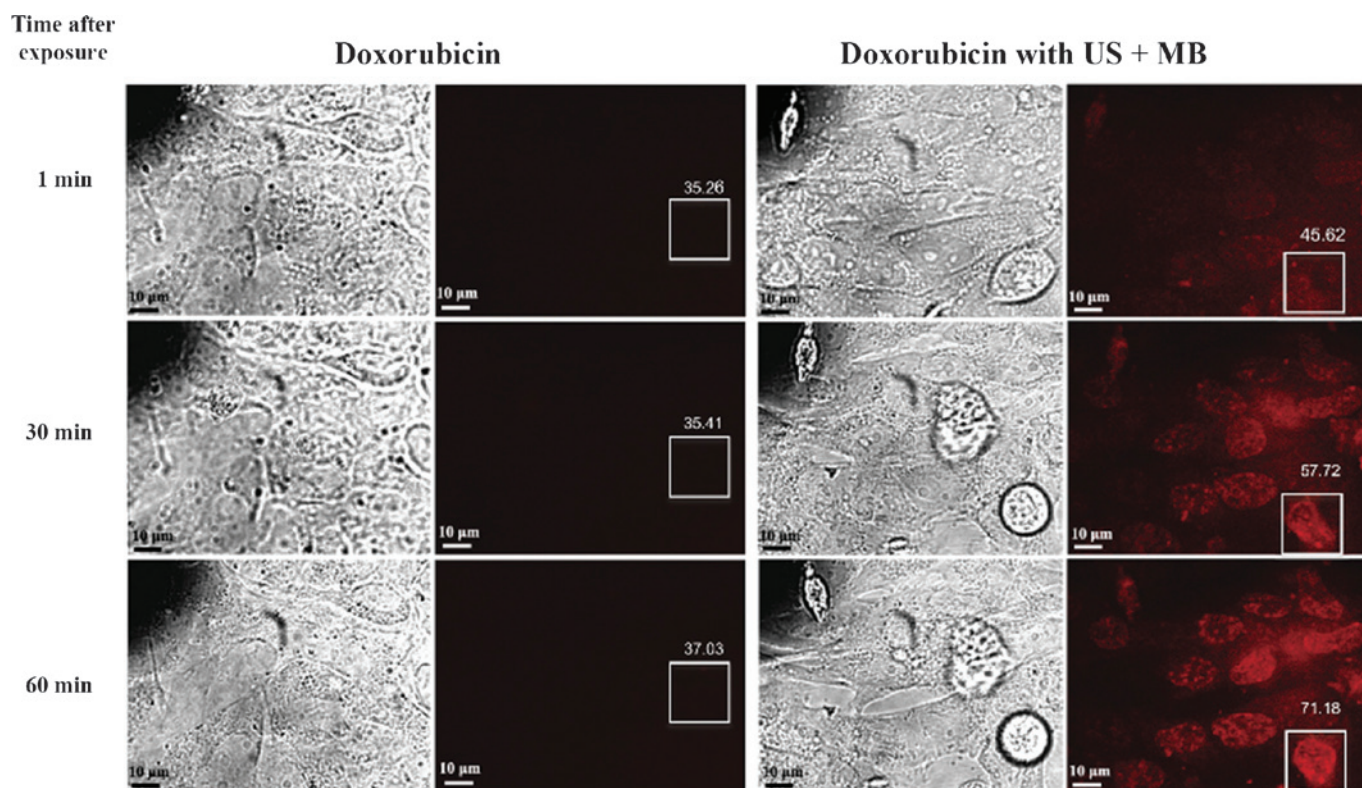 Time after
exposure
Doxorubicin
Doxorubicin with US + MB
1 min
35.26
45.62
10 µm
10 µm
10 µm
10 µm
30 min
35.41
57.72
10 µm
10 µm
10 µm
10 µm
60 min
37.03
71.18
10 µm
10 µm
10 µm
10 µm